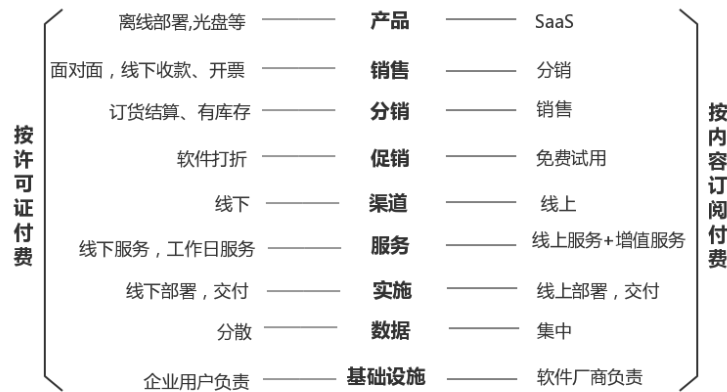 按许可证付费
离线部署,光盘等 产品 SaaS
面对面，线下收款、开票 销售 分销
订货结算、有库存 分销 销售
软件打折 促销 免费试用
线下 渠道 线上
线下服务，工作日服务 服务 线上服务+增值服务
线下部署，交付 实施 线上部署，交付
分散 数据 集中
企业用户负责 基础设施 软件厂商负责
按内容订阅付费